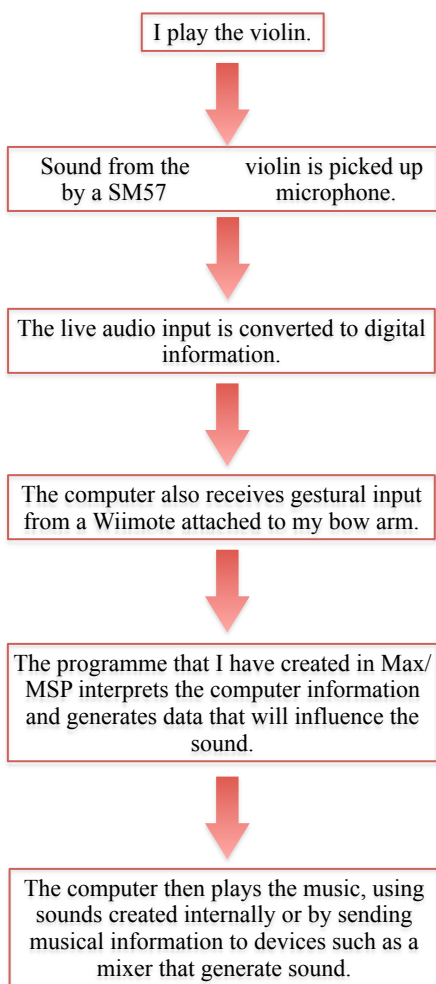 I play the violin.
Sound from the violin is picked up
by a SM57 microphone.
The live audio input is converted to digital
information.
The computer also receives gestural input
from a Wiimote attached to my bow arm.
The programme that I have created in Max/
MSP interprets the computer information
and generates data that will influence the
sound.
The computer then plays the music, using
sounds created internally or by sending
musical information to devices such as a
mixer that generate sound.